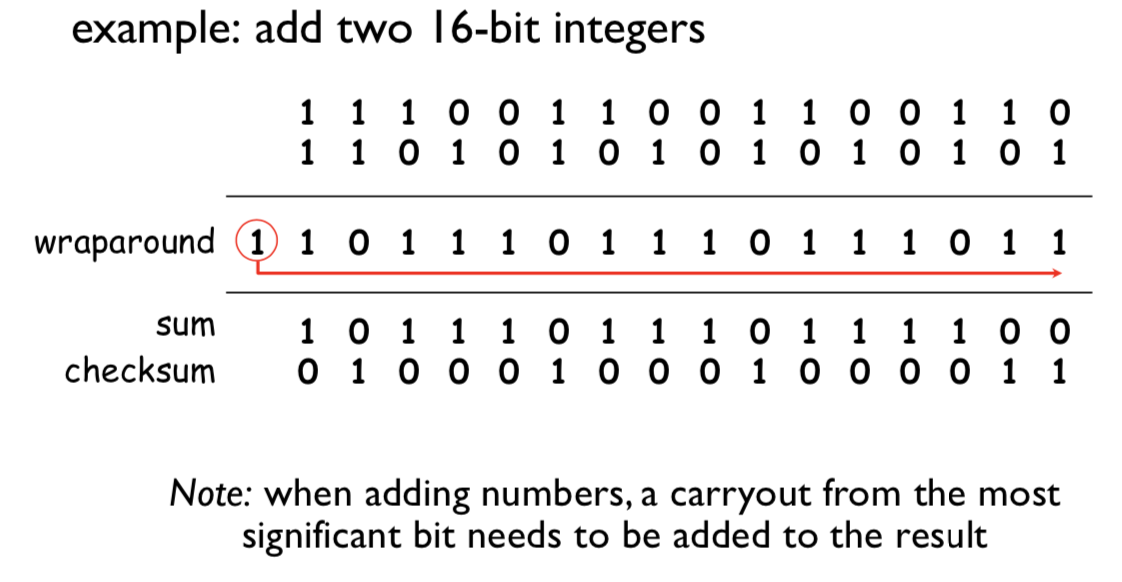 example: add two 16-bit integers
1 1 1 0 0 1 1 0 0 1 1 0 0 1 1 0
1 1 0 1 0 1 0 1 0 1 0 1 0 1 0 1
wraparound 1 1 0 1 1 1 0 1 1 1 0 1 1 1 0 1 1
sum 1 0 1 1 1 0 1 1 1 0 1 1 1 1 0 0
checksum 0 1 0 0 0 1 0 0 0 1 0 0 0 0 1 1
Note: when adding numbers, a carryout from the most
significant bit needs to be added to the result